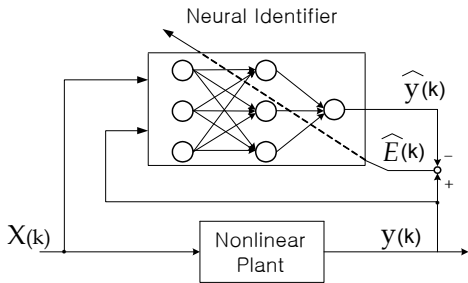 Neural Identifier
ŷ(k)
−
Ê(k)
+
X(k)
Nonlinear
Plant
y(k)